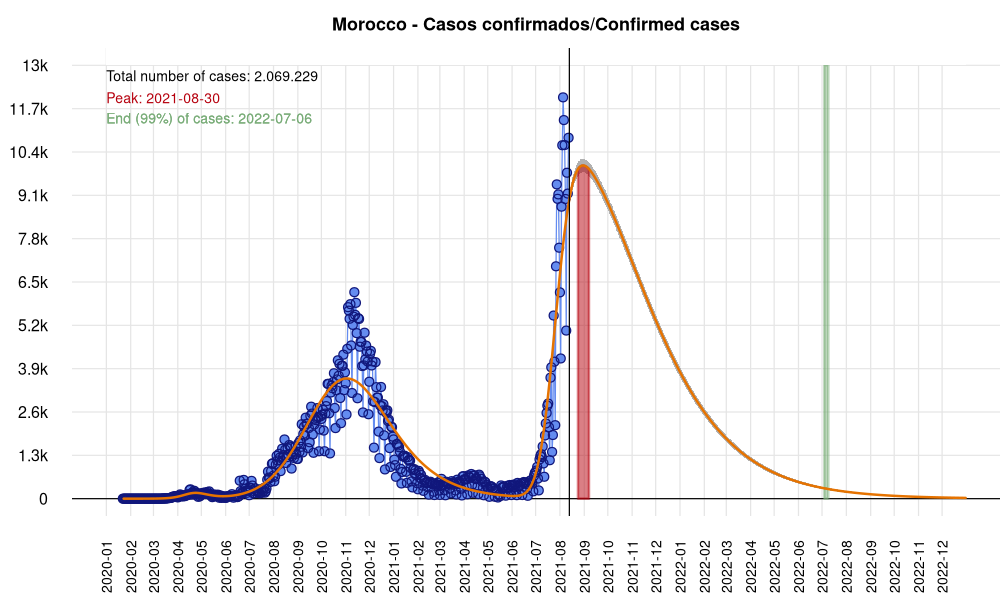 Morocco - Casos confirmados/Confirmed cases
Total number of cases: 2.069.229
Peak: 2021-08-30
End (99%) of cases: 2022-07-06
13k
11.7k
10.4k
9.1k
7.8k
6.5k
5.2k
3.9k
2.6k
1.3k
0
2020-01
2020-02
2020-03
2020-04
2020-05
2020-06
2020-07
2020-08
2020-09
2020-10
2020-11
2020-12
2021-01
2021-02
2021-03
2021-04
2021-05
2021-06
2021-07
2021-08
2021-09
2021-10
2021-11
2021-12
2022-01
2022-02
2022-03
2022-04
2022-05
2022-06
2022-07
2022-08
2022-09
2022-10
2022-11
2022-12